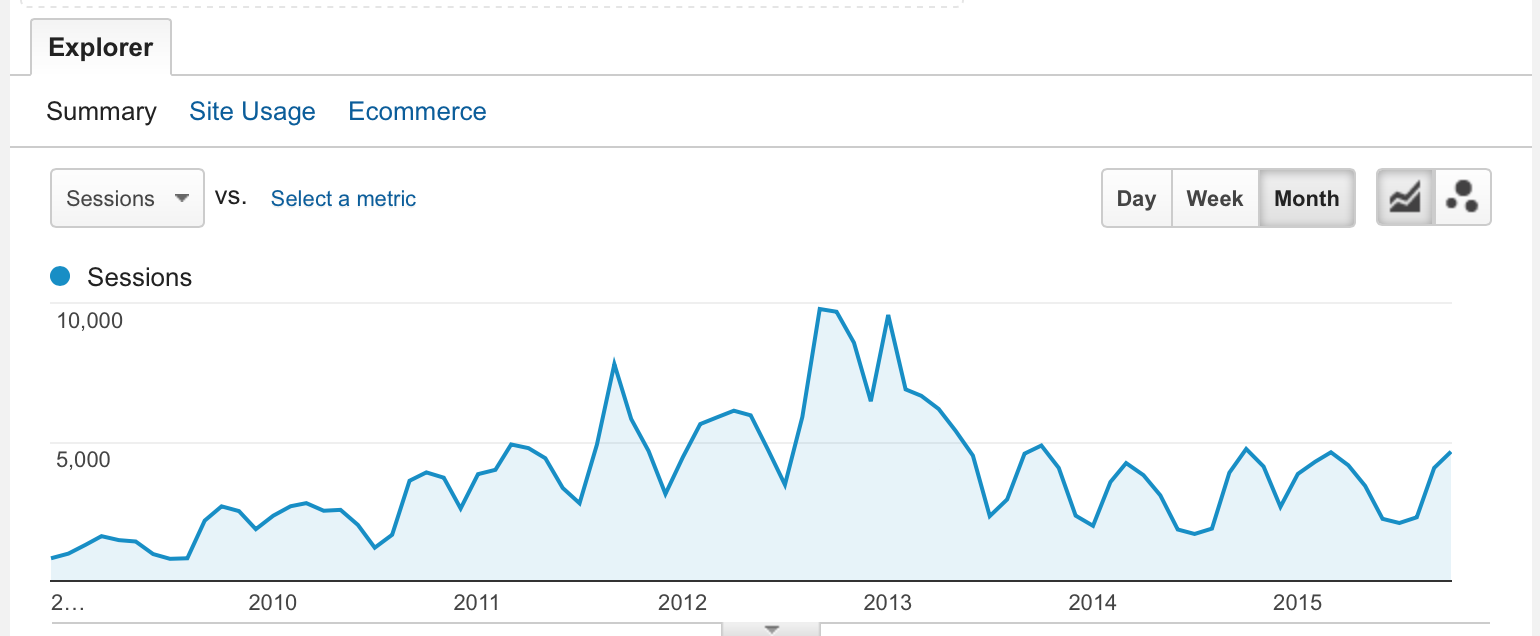 Explorer
Summary Site Usage Ecommerce
Sessions vs. Select a metric Day Week Month
Sessions
10,000
5,000
2... 2010 2011 2012 2013 2014 2015